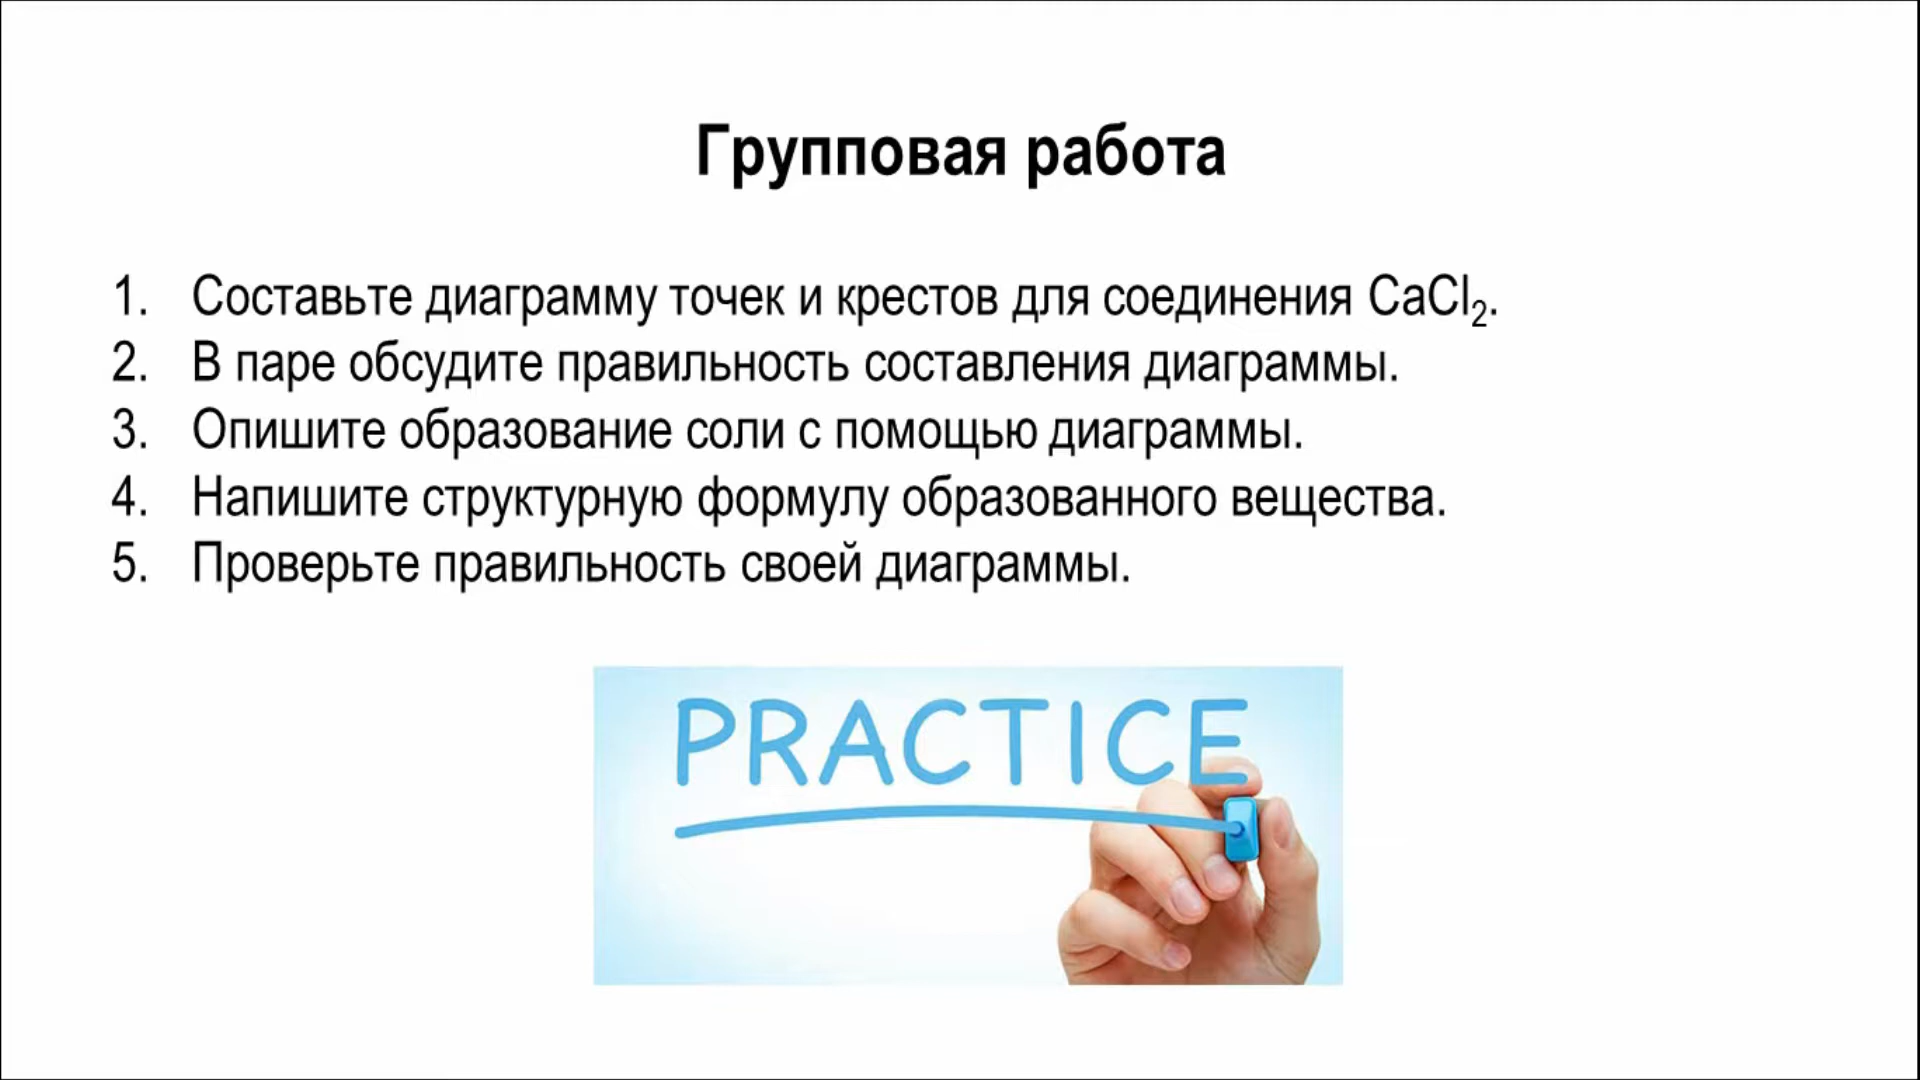 Групповая работа
1. Составьте диаграмму точек и крестов для соединения CaCl₂.
2. В паре обсудите правильность составления диаграммы.
3. Опишите образование соли с помощью диаграммы.
4. Напишите структурную формулу образованного вещества.
5. Проверьте правильность своей диаграммы.
PRACTICE